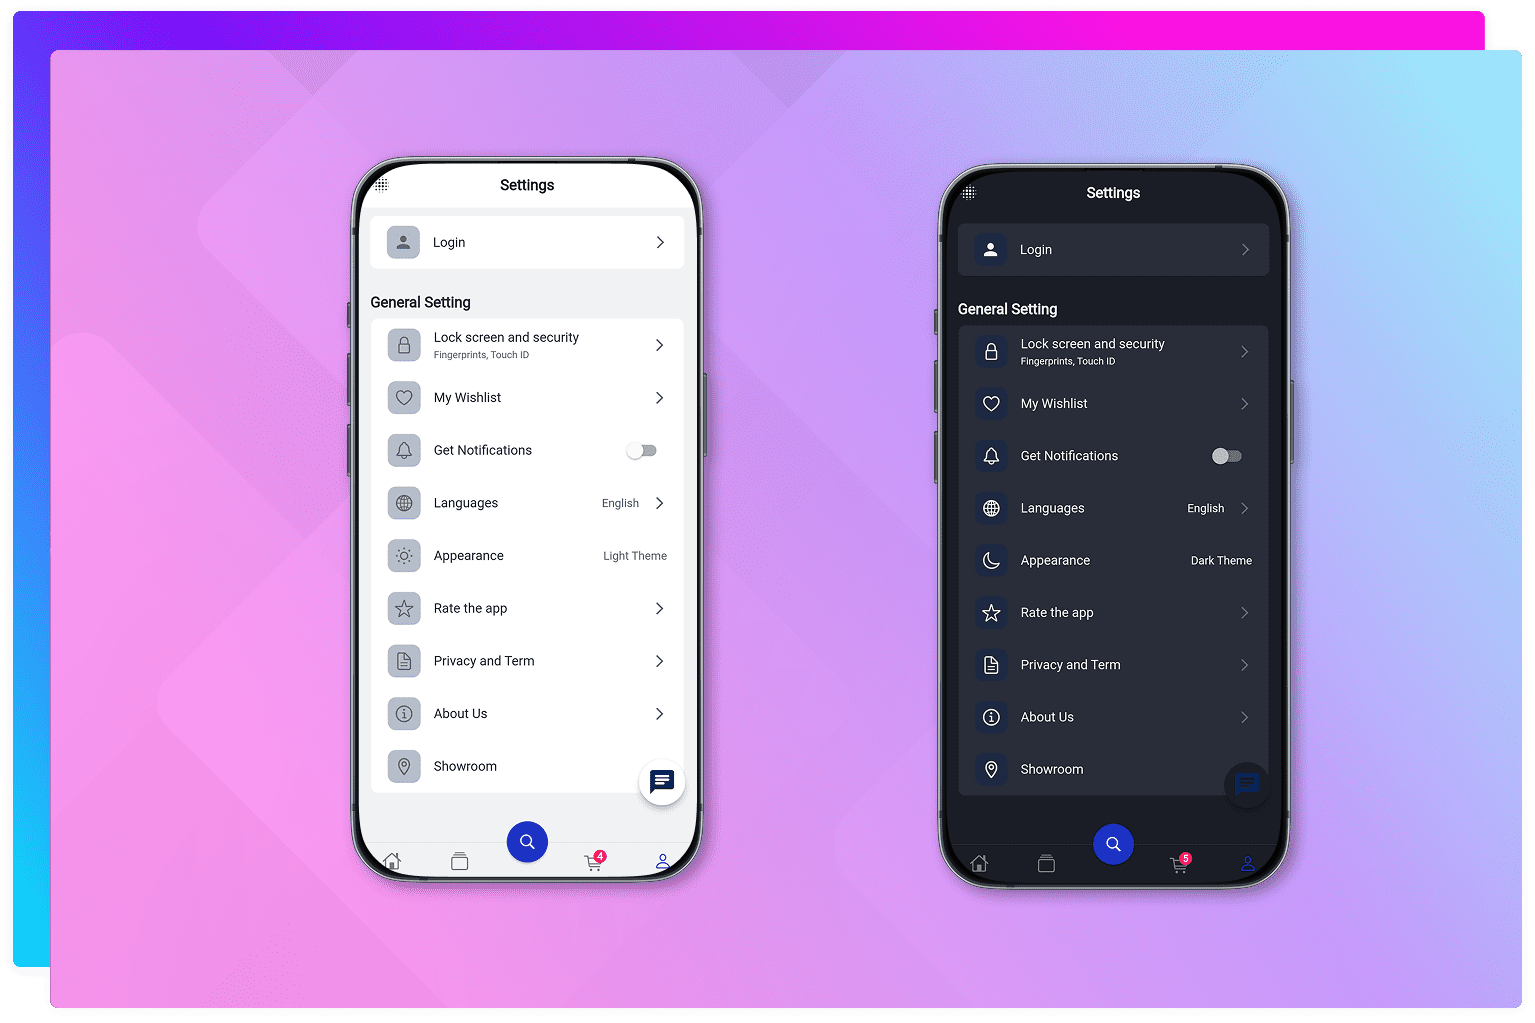 Settings
Login
General Setting
Lock screen and security
Fingerprints, Touch ID
My Wishlist
Get Notifications
Languages English
Appearance Light Theme
Rate the app
Privacy and Term
About Us
Showroom
4
Settings
Login
General Setting
Lock screen and security
Fingerprints, Touch ID
My Wishlist
Get Notifications
Languages English
Appearance Dark Theme
Rate the app
Privacy and Term
About Us
Showroom
5